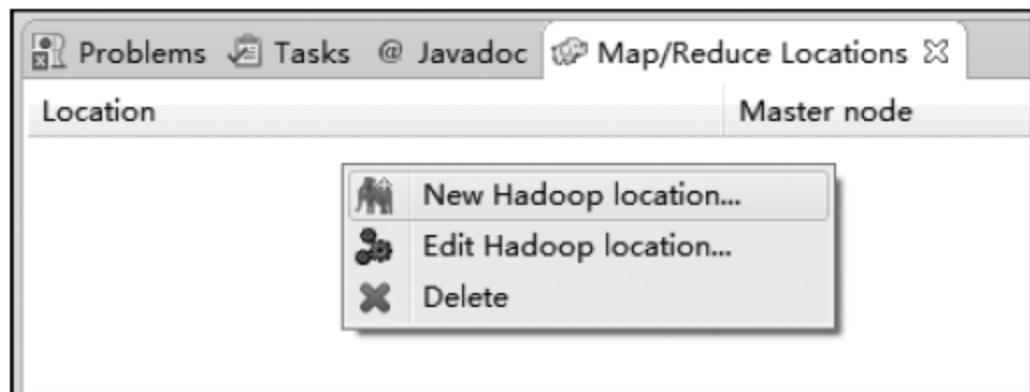 Problems Tasks @ Javadoc Map/Reduce Locations
Location Master node
New Hadoop location...
Edit Hadoop location...
Delete